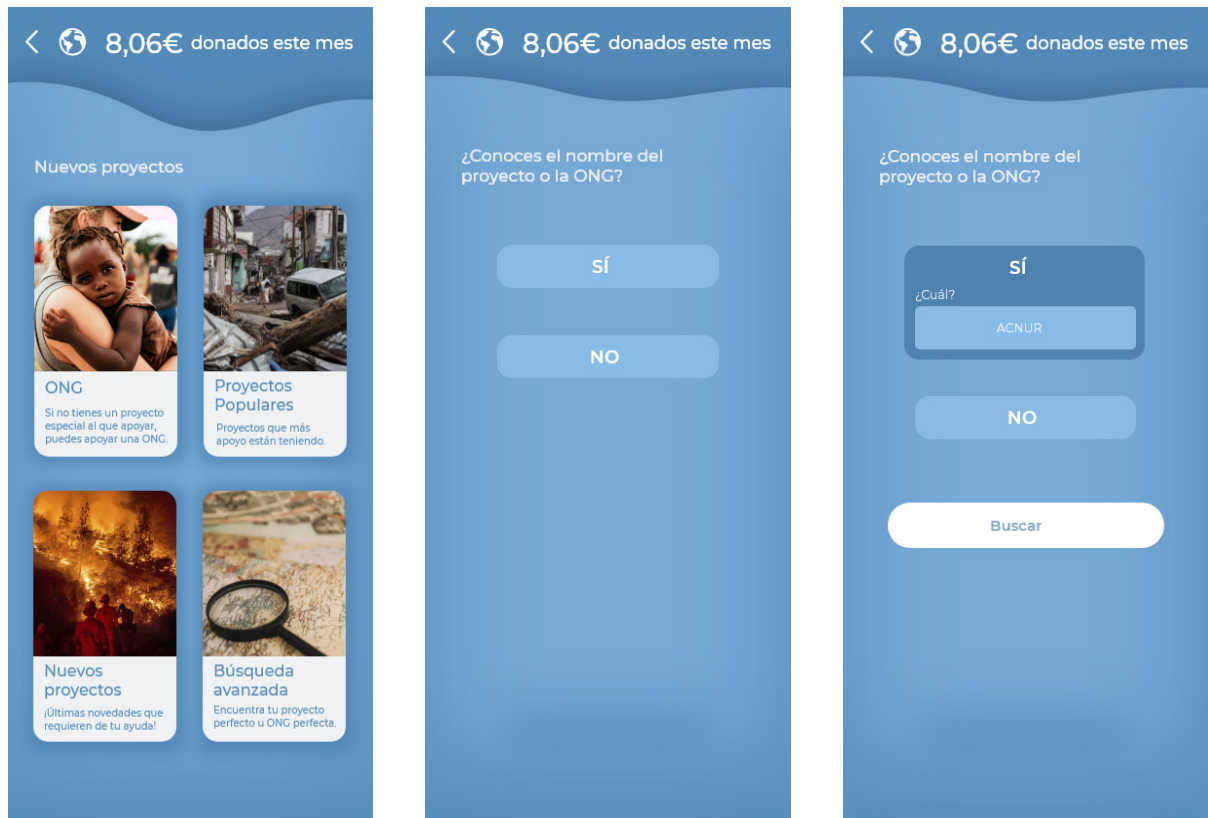 8,06€ donados este mes
Nuevos proyectos
ONG
Si no tienes un proyecto
especial al que apoyar,
puedes apoyar una ONG.
Proyectos
Populares
Proyectos que más
apoyo están teniendo.
Nuevos
proyectos
¡Últimas novedades que
requieren de tu ayuda!
Búsqueda
avanzada
Encuentra tu proyecto
perfecto u ONG perfecta.
8,06€ donados este mes
¿Conoces el nombre del
proyecto o la ONG?
SÍ
NO
8,06€ donados este mes
¿Conoces el nombre del
proyecto o la ONG?
SÍ
¿Cuál?
ACNUR
NO
Buscar